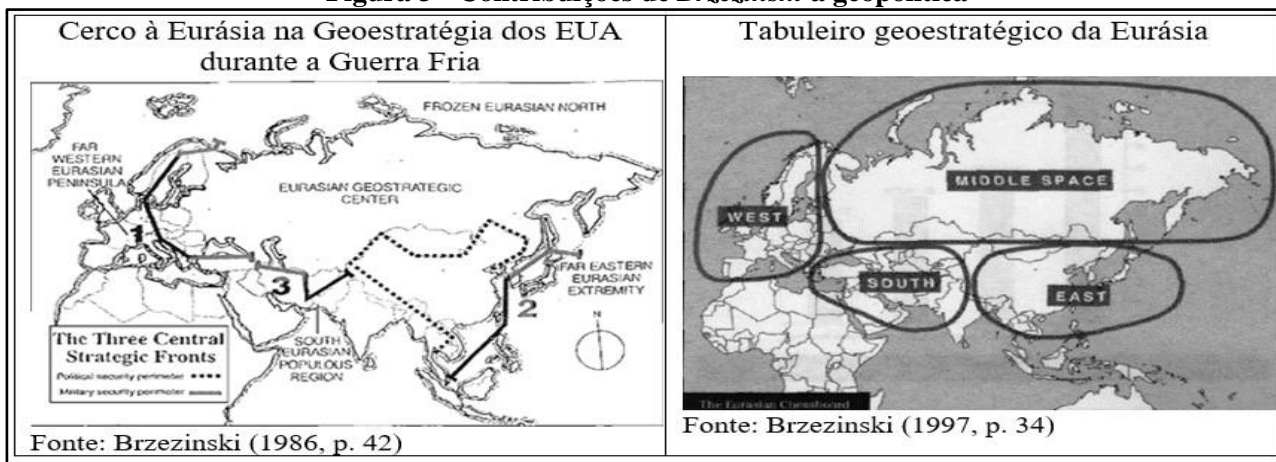 Cerco à Eurásia na Geoestratégia dos EUA
durante a Guerra Fria
FROZEN EURASIAN NORTH
FAR
WESTERN
EURASIAN
PENINSULA
EURASIAN GEOSTRATEGIC
CENTER
1
3
2
FAR EASTERN
EURASIAN
EXTREMITY
N
SOUTH
EURASIAN
POPULOUS
REGION
The Three Central
Strategic Fronts
Political security perimeter
Military security perimeter
Fonte: Brzezinski (1986, p. 42)
Tabuleiro geoestratégico da Eurásia
MIDDLE SPACE
WEST
SOUTH
EAST
The Eurasian Chessboard
Fonte: Brzezinski (1997, p. 34)